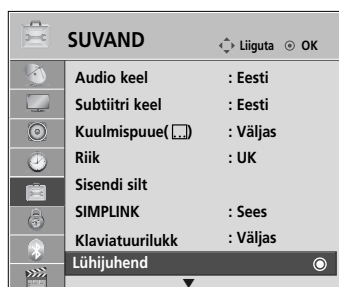 SUVAND Liiguta OK
Audio keel : Eesti
Subtiitri keel : Eesti
Kuulmispuue( ) : Väljas
Riik : UK
Sisendi silt
SIMPLINK : Sees
Klaviatuurilukk : Väljas
Lühijuhend